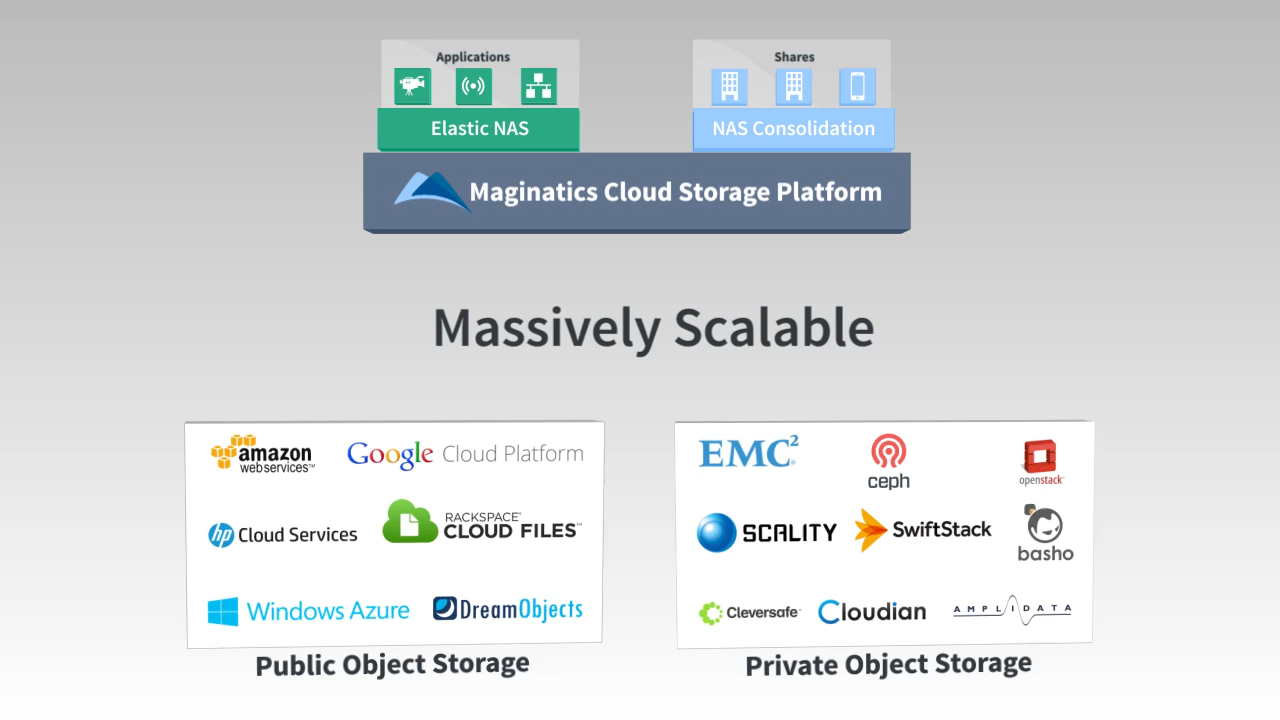 Applications
Shares
Elastic NAS
NAS Consolidation
Maginatics Cloud Storage Platform
Massively Scalable
amazon
webservices™
Google Cloud Platform
hp Cloud Services
RACKSPACE®
CLOUD FILES™
Windows Azure
DreamObjects
Public Object Storage
EMC²
ceph
openstack™
SCALITY
SwiftStack
basho
Cleversafe™
Cloudian
AMPLIDATA
Private Object Storage